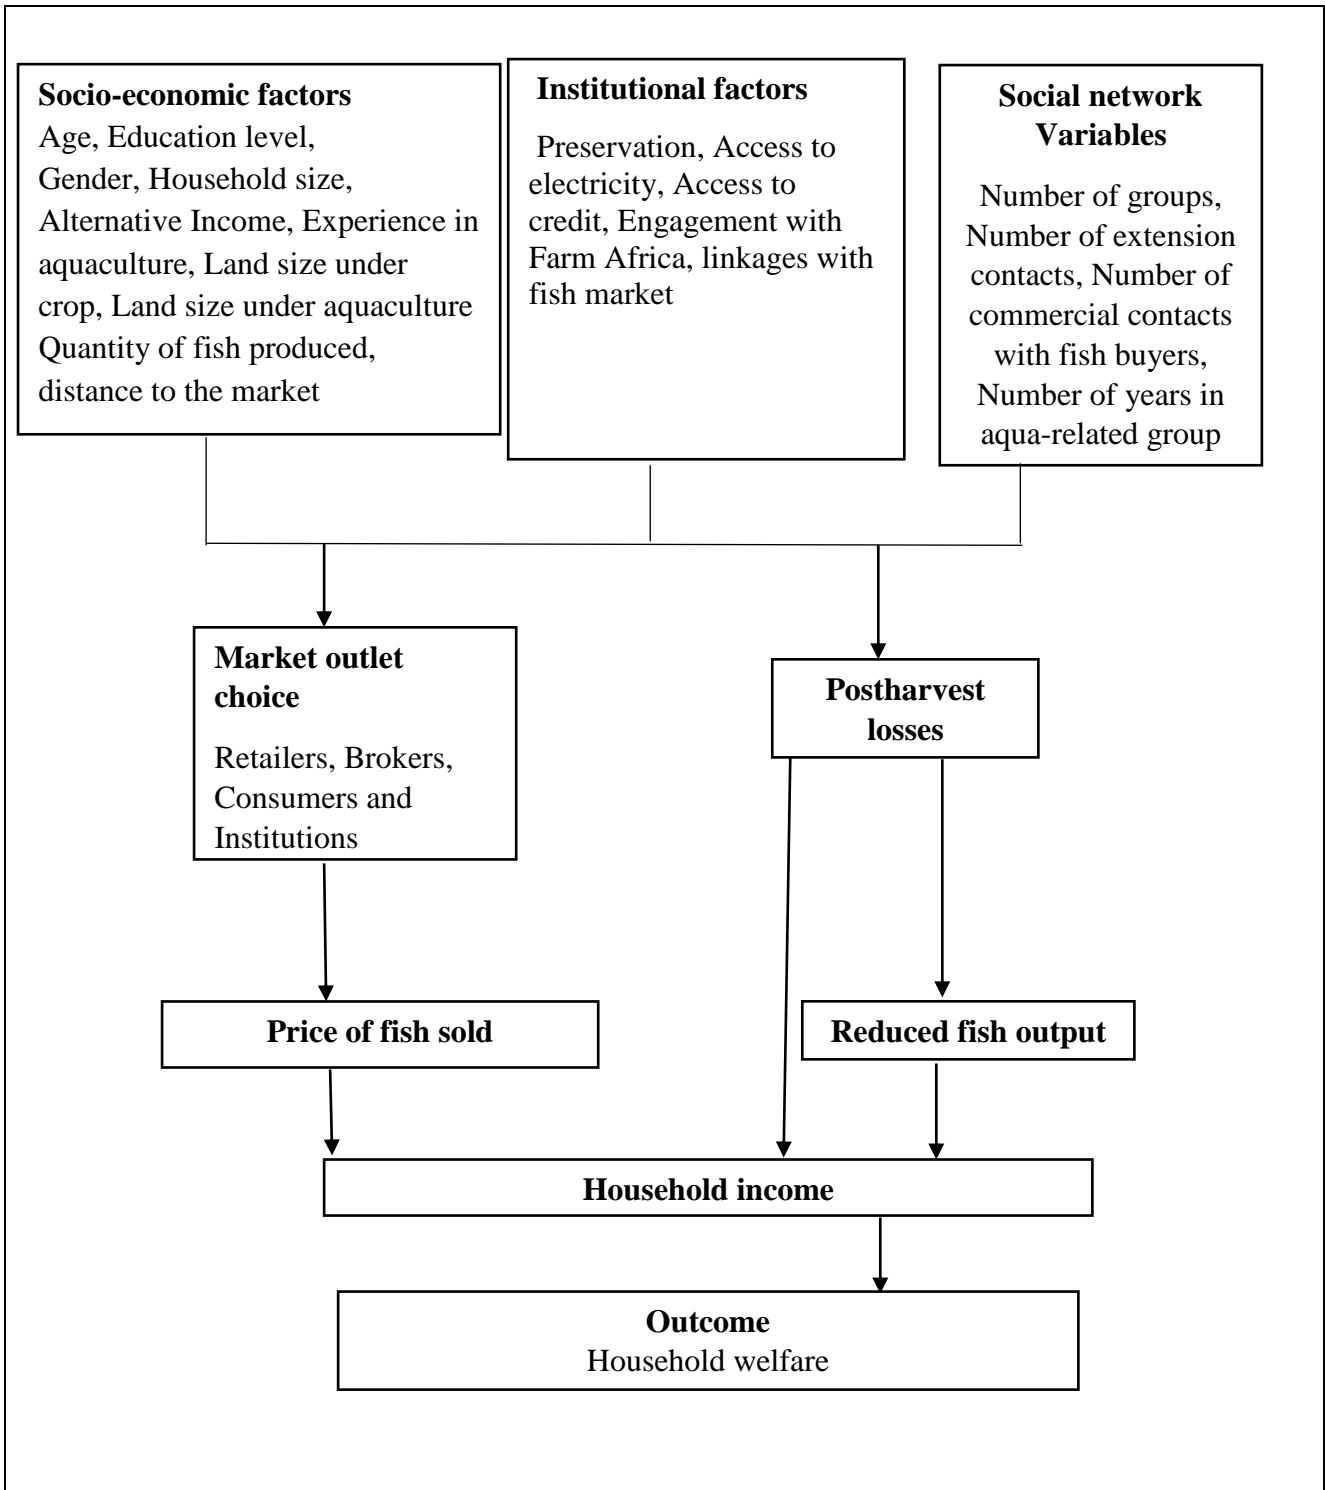 Socio-economic factors
Age, Education level,
Gender, Household size,
Alternative Income, Experience in
aquaculture, Land size under
crop, Land size under aquaculture
Quantity of fish produced,
distance to the market
Institutional factors
Preservation, Access to
electricity, Access to
credit, Engagement with
Farm Africa, linkages with
fish market
Social network
Variables
Number of groups,
Number of extension
contacts, Number of
commercial contacts
with fish buyers,
Number of years in
aqua-related group
Market outlet
choice
Retailers, Brokers,
Consumers and
Institutions
Postharvest
losses
Price of fish sold
Reduced fish output
Household income
Outcome
Household welfare